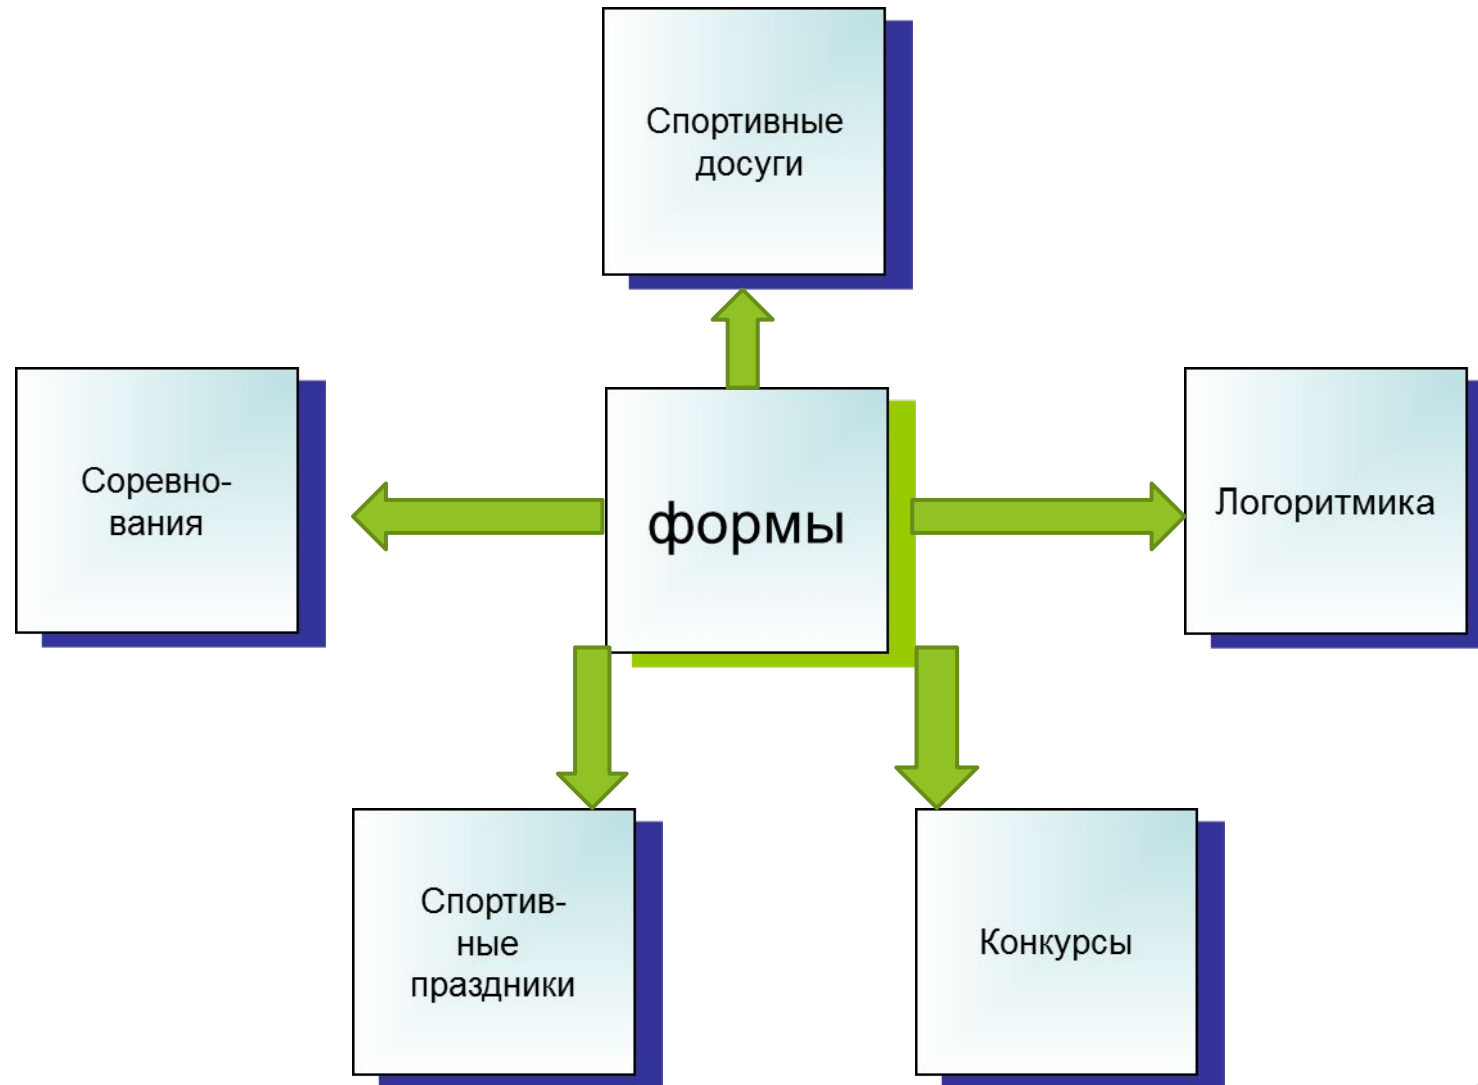 Спортивные
досуги
Соревно-
вания
формы
Логоритмика
Спортив-
ные
праздники
Конкурсы